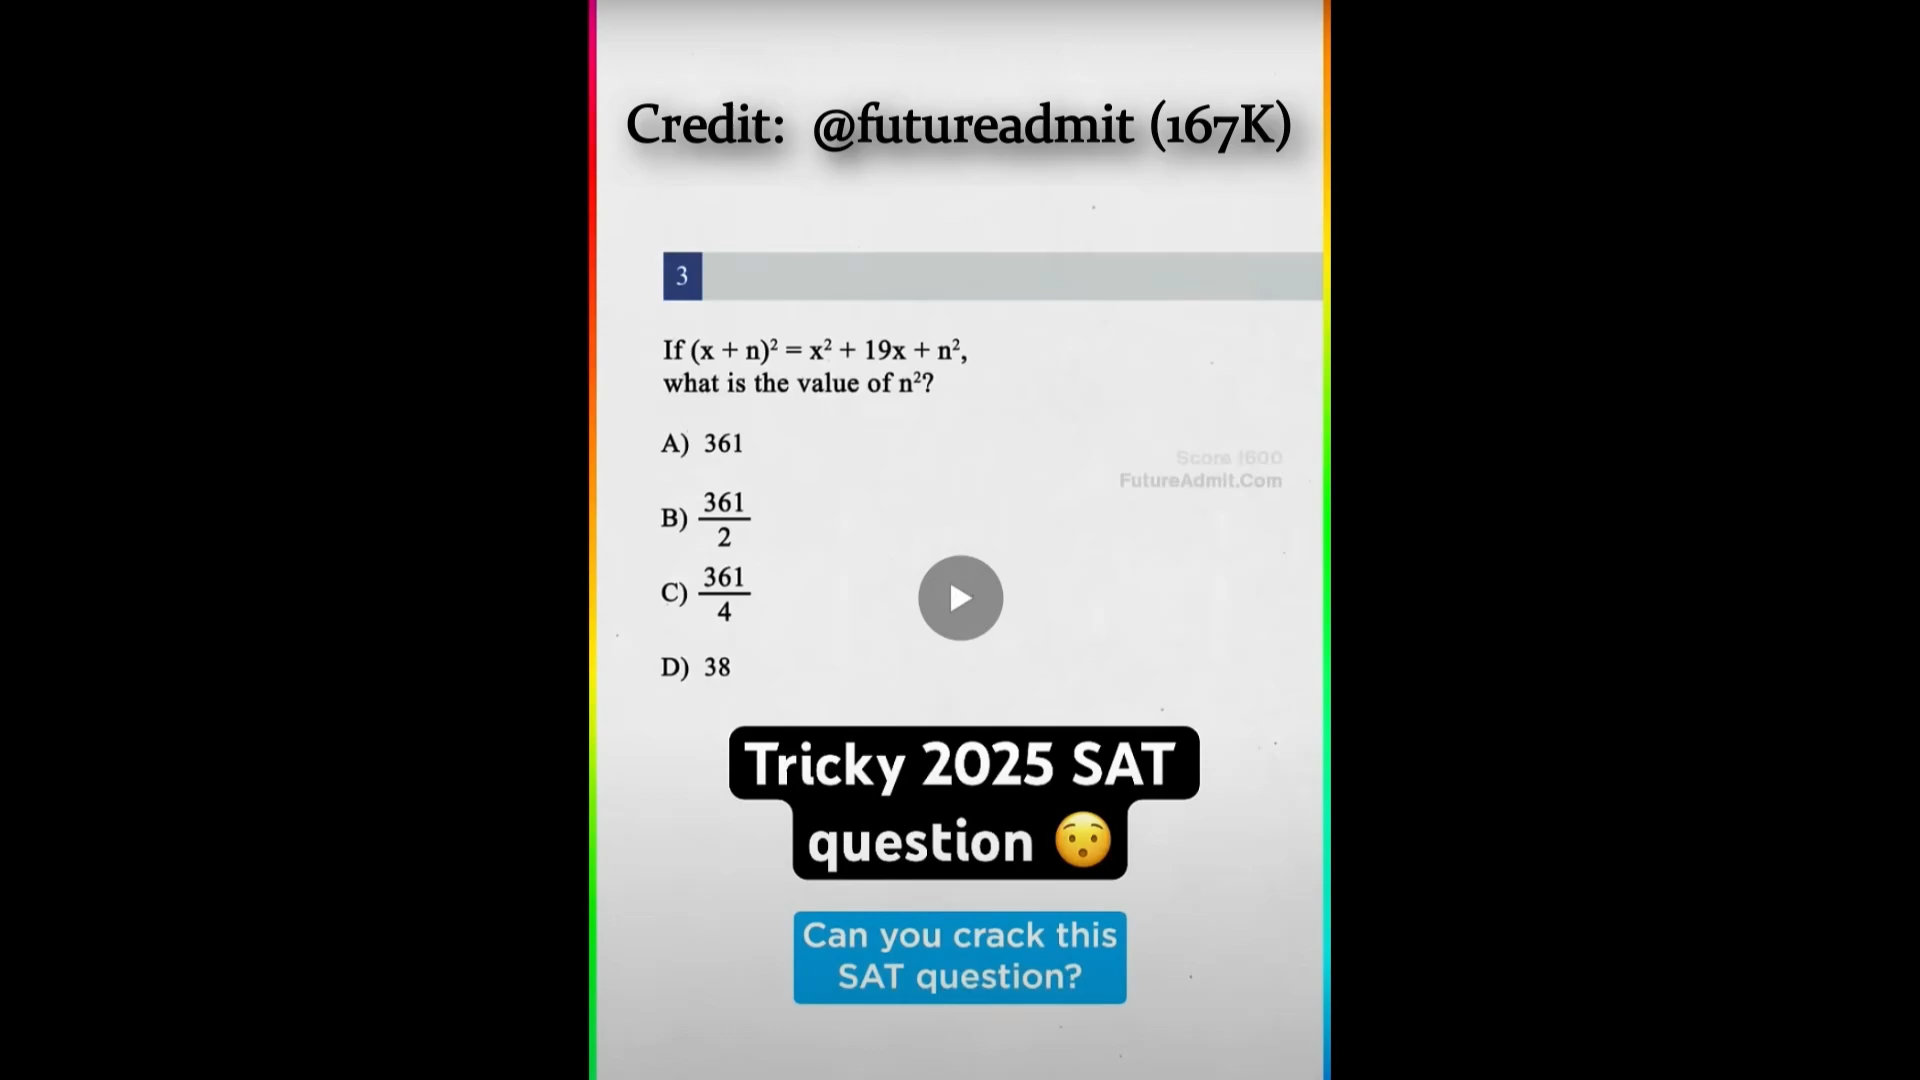 Credit: @futureadmit (167K)
3
If (x + n)² = x² + 19x + n²,
what is the value of n²?
A) 361
Score 1600
FutureAdmit.Com
B) 361/2
C) 361/4
D) 38
Tricky 2025 SAT
question 😯
Can you crack this
SAT question?